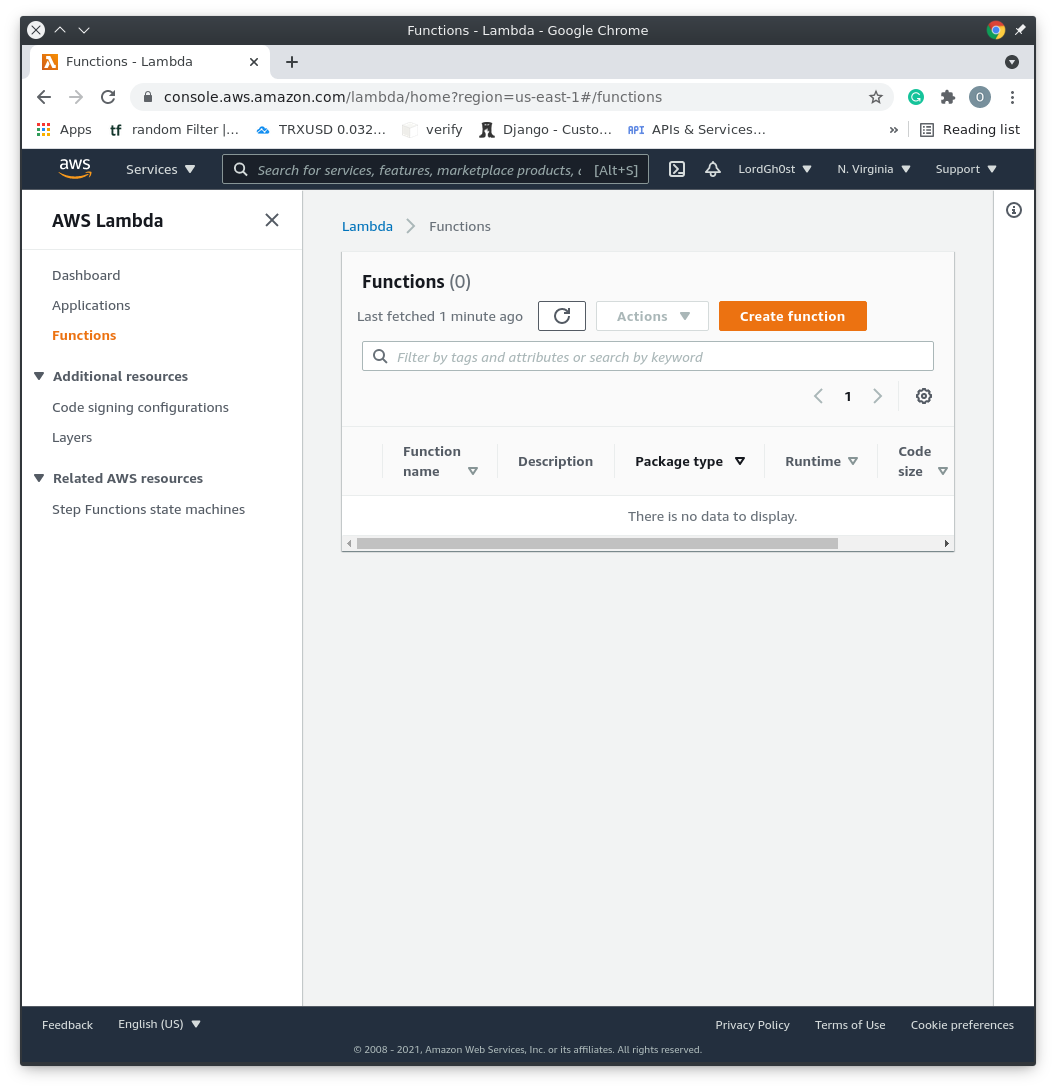 Functions - Lambda - Google Chrome
Functions - Lambda
console.aws.amazon.com/lambda/home?region=us-east-1#/functions
Apps tf random Filter |... TRXUSD 0.032... verify Django - Custo... API APIs & Services... » Reading list
aws Services Search for services, features, marketplace products, [Alt+S] LordGh0st N. Virginia Support
AWS Lambda
Dashboard
Applications
Functions
Additional resources
Code signing configurations
Layers
Related AWS resources
Step Functions state machines
Lambda Functions
Functions (0)
Last fetched 1 minute ago Actions Create function
Filter by tags and attributes or search by keyword
1
Function name Description Package type Runtime Code size
There is no data to display.
Feedback English (US) Privacy Policy Terms of Use Cookie preferences
© 2008 - 2021, Amazon Web Services, Inc. or its affiliates. All rights reserved.